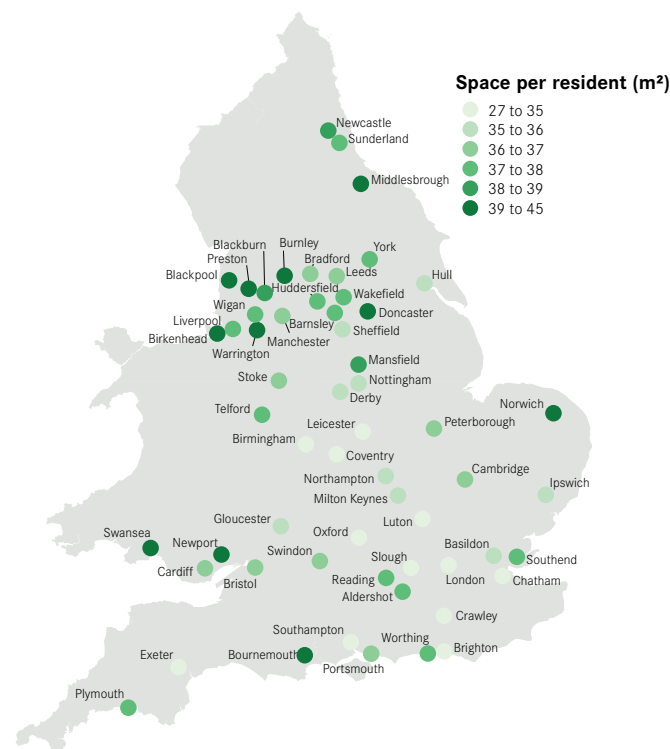 Space per resident (m²)
27 to 35
35 to 36
36 to 37
37 to 38
38 to 39
39 to 45
Newcastle
Sunderland
Middlesbrough
Blackburn
Burnley
York
Preston
Bradford
Blackpool
Leeds
Hull
Huddersfield
Wakefield
Wigan
Doncaster
Liverpool
Barnsley
Sheffield
Birkenhead
Manchester
Warrington
Mansfield
Stoke
Nottingham
Derby
Norwich
Telford
Leicester
Peterborough
Birmingham
Coventry
Cambridge
Northampton
Ipswich
Milton Keynes
Gloucester
Luton
Swansea
Oxford
Newport
Basildon
Swindon
Slough
Southend
Cardiff
Bristol
Reading
London
Chatham
Aldershot
Crawley
Southampton
Worthing
Exeter
Bournemouth
Brighton
Portsmouth
Plymouth